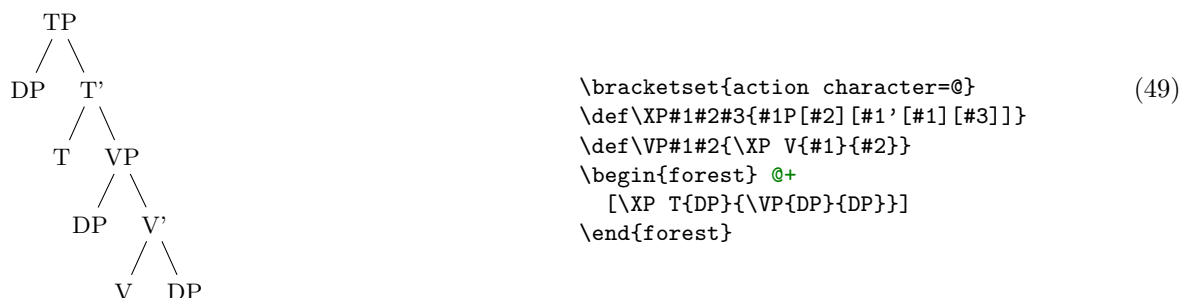 TP
DP T'
T VP
DP V'
V DP
\bracketset{action character=@} (49)
\def\XP#1#2#3{#1P[#2][#1'[#1][#3]]}
\def\VP#1#2{\XP V{#1}{#2}}
\begin{forest} @+
[\XP T{DP}{\VP{DP}{DP}}]
\end{forest}